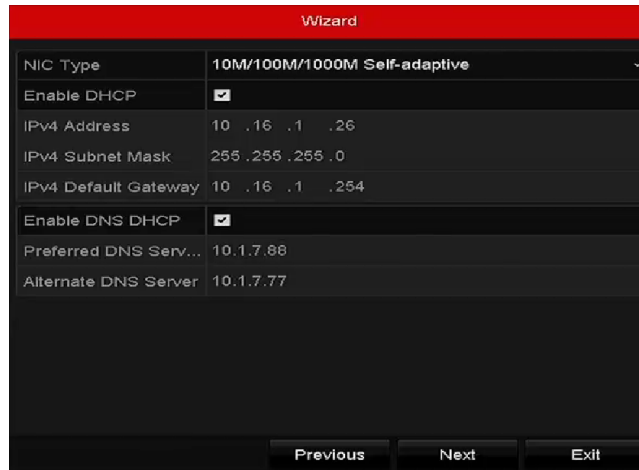 Wizard
NIC Type 10M/100M/1000M Self-adaptive
Enable DHCP
IPv4 Address 10 .16 .1 .26
IPv4 Subnet Mask 255.255.255.0
IPv4 Default Gateway 10 .16 .1 .254
Enable DNS DHCP
Preferred DNS Serv... 10.1.7.88
Alternate DNS Server 10.1.7.77
Previous Next Exit